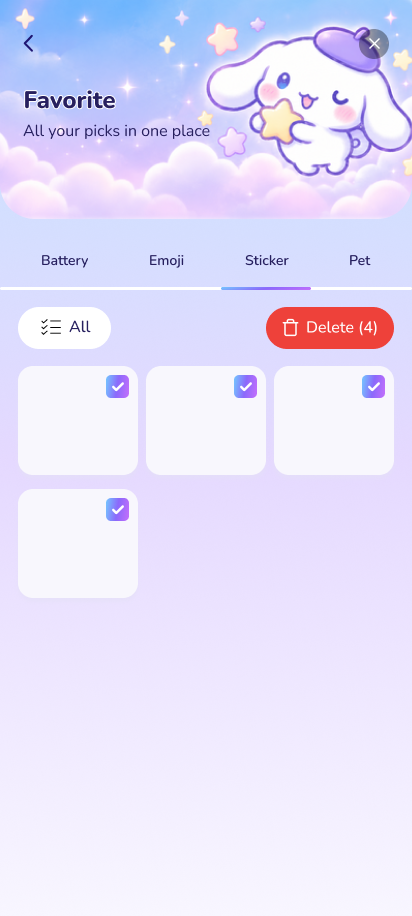 Favorite
All your picks in one place
Battery Emoji Sticker Pet
All Delete (4)